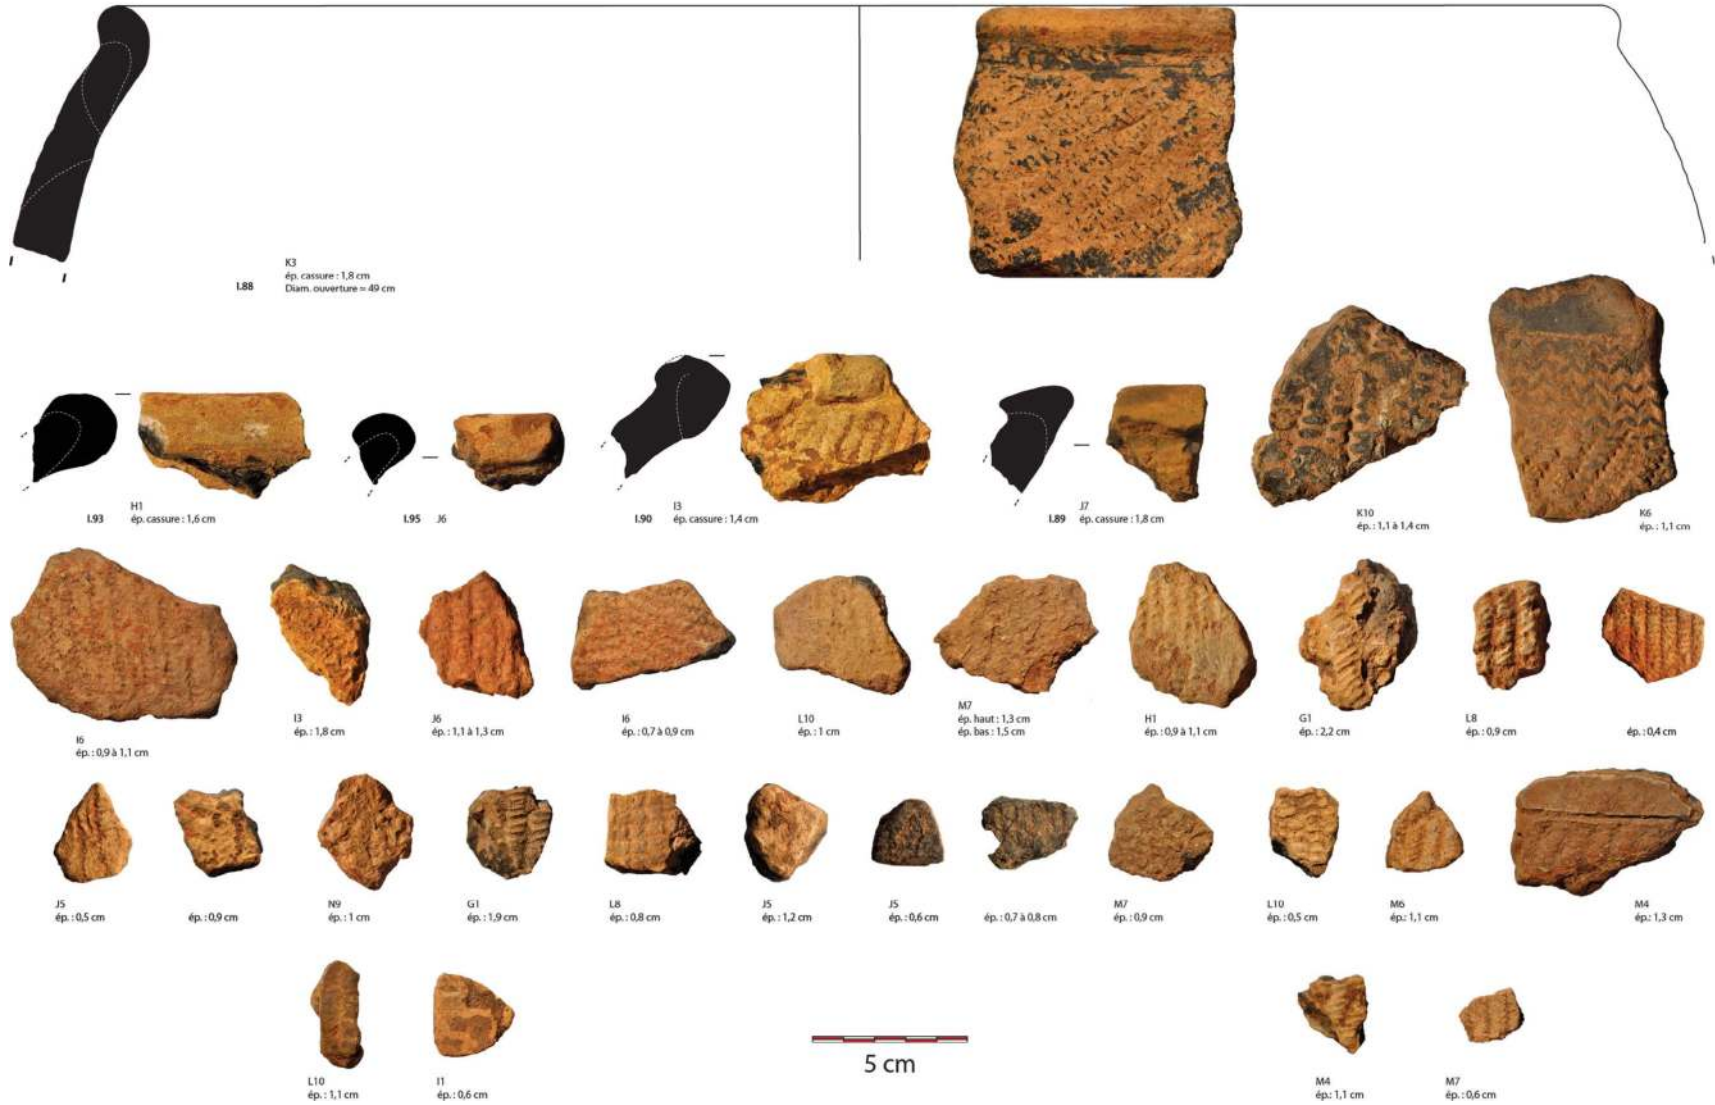 K3
ép. cassure : 1,8 cm
I.88 Diam. ouverture = 49 cm
H1
I.93 ép. cassure : 1,6 cm
I.95 J6
I3
I.90 ép. cassure : 1,4 cm
J7
I.89 ép. cassure : 1,8 cm
K10
ép. : 1,1 à 1,4 cm
K6
ép. : 1,1 cm
I6
ép. : 0,9 à 1,1 cm
I3
ép. : 1,8 cm
J6
ép. : 1,1 à 1,3 cm
I6
ép. : 0,7 à 0,9 cm
L10
ép. : 1 cm
M7
ép. haut : 1,3 cm
ép. bas : 1,5 cm
H1
ép. : 0,9 à 1,1 cm
G1
ép. : 2,2 cm
L8
ép. : 0,9 cm
ép. : 0,4 cm
J5
ép. : 0,5 cm
ép. : 0,9 cm
N9
ép. : 1 cm
G1
ép. : 1,9 cm
L8
ép. : 0,8 cm
J5
ép. : 1,2 cm
J5
ép. : 0,6 cm
ép. : 0,7 à 0,8 cm
M7
ép. : 0,9 cm
L10
ép. : 0,5 cm
M6
ép.: 1,1 cm
M4
ép.: 1,3 cm
L10
ép. : 1,1 cm
I1
ép. : 0,6 cm
5 cm
M4
ép.: 1,1 cm
M7
ép. : 0,6 cm